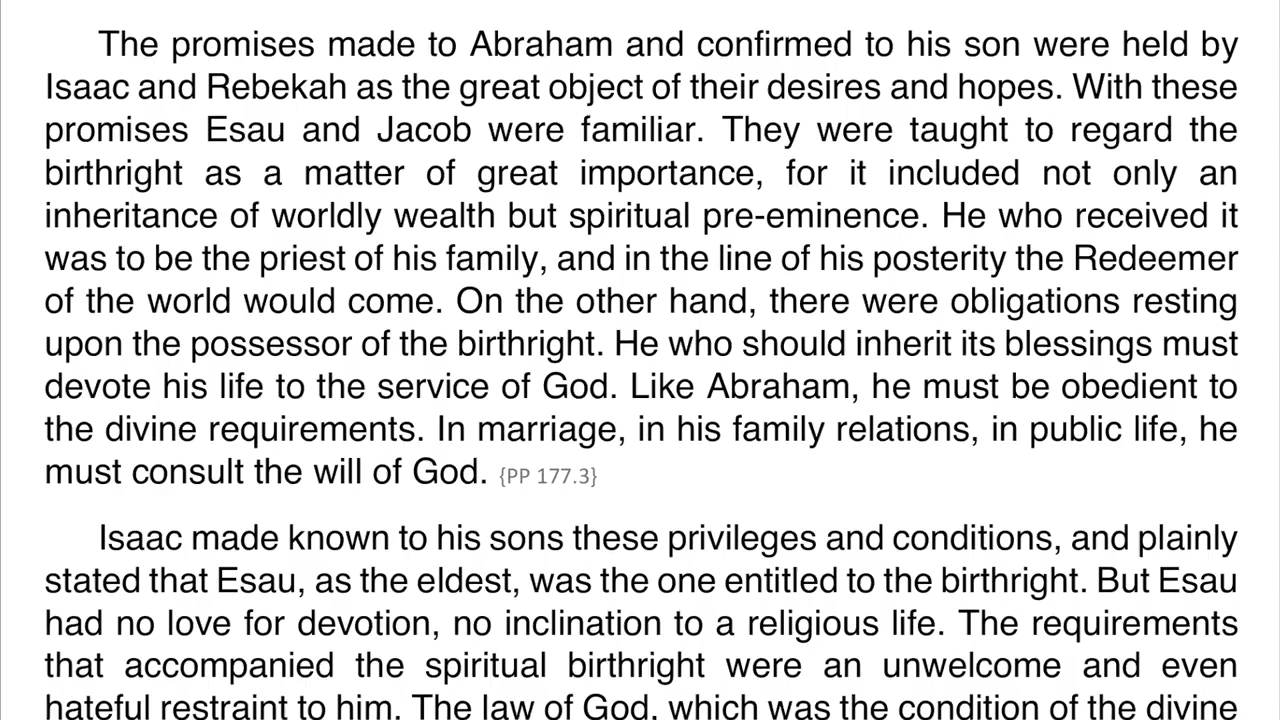 The promises made to Abraham and confirmed to his son were held by
Isaac and Rebekah as the great object of their desires and hopes. With these
promises Esau and Jacob were familiar. They were taught to regard the
birthright as a matter of great importance, for it included not only an
inheritance of worldly wealth but spiritual pre-eminence. He who received it
was to be the priest of his family, and in the line of his posterity the Redeemer
of the world would come. On the other hand, there were obligations resting
upon the possessor of the birthright. He who should inherit its blessings must
devote his life to the service of God. Like Abraham, he must be obedient to
the divine requirements. In marriage, in his family relations, in public life, he
must consult the will of God. {PP 177.3}
Isaac made known to his sons these privileges and conditions, and plainly
stated that Esau, as the eldest, was the one entitled to the birthright. But Esau
had no love for devotion, no inclination to a religious life. The requirements
that accompanied the spiritual birthright were an unwelcome and even
hateful restraint to him. The law of God, which was the condition of the divine